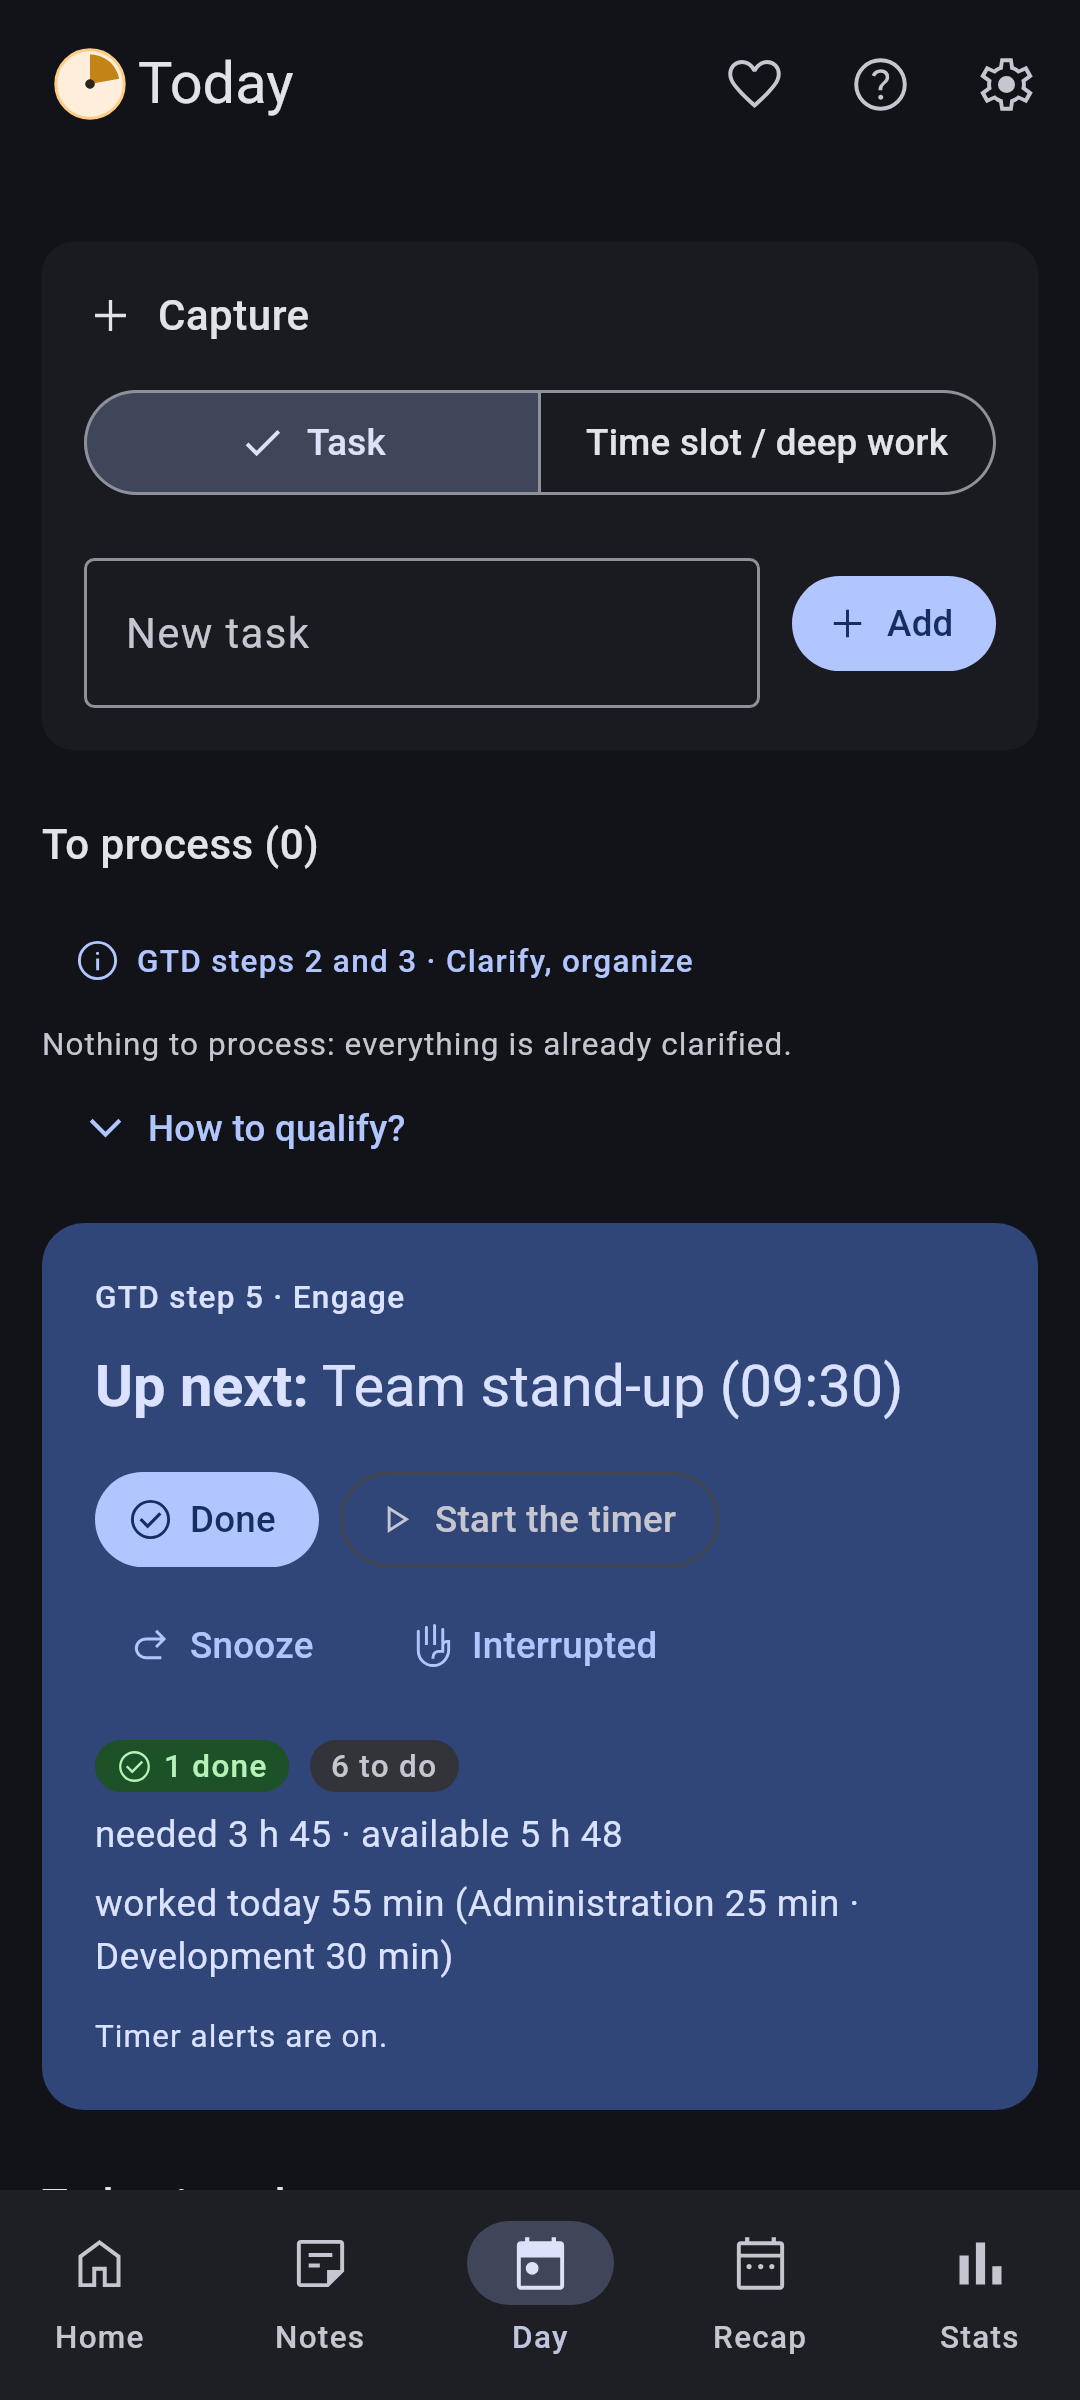 Today
Capture
Task
Time slot / deep work
New task
Add
To process (0)
GTD steps 2 and 3 · Clarify, organize
Nothing to process: everything is already clarified.
How to qualify?
GTD step 5 · Engage
Up next: Team stand-up (09:30)
Done
Start the timer
Snooze
Interrupted
1 done
6 to do
needed 3 h 45 · available 5 h 48
worked today 55 min (Administration 25 min ·
Development 30 min)
Timer alerts are on.
Home
Notes
Day
Recap
Stats